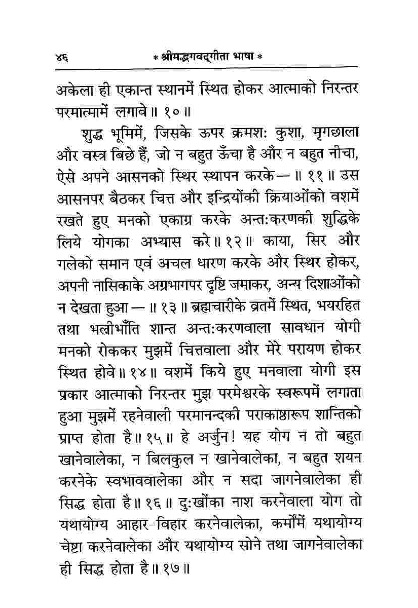 ४६ * श्रीमद्भगवद्‌गीता भाषा *
अकेला ही एकान्त स्थानमें स्थित होकर आत्माको निरन्तर
परमात्मामें लगावे॥ १०॥
शुद्ध भूमिमें, जिसके ऊपर क्रमशः कुशा, मृगछाला
और वस्त्र बिछे हैं, जो न बहुत ऊँचा है और न बहुत नीचा,
ऐसे अपने आसनको स्थिर स्थापन करके—॥ ११॥ उस
आसनपर बैठकर चित्त और इन्द्रियोंकी क्रियाओंको वशमें
रखते हुए मनको एकाग्र करके अन्तःकरणकी शुद्धिके
लिये योगका अभ्यास करे॥ १२॥ काया, सिर और
गलेको समान एवं अचल धारण करके और स्थिर होकर,
अपनी नासिकाके अग्रभागपर दृष्टि जमाकर, अन्य दिशाओंको
न देखता हुआ—॥ १३॥ ब्रह्मचारीके व्रतमें स्थित, भयरहित
तथा भलीभाँति शान्त अन्तःकरणवाला सावधान योगी
मनको रोककर मुझमें चित्तवाला और मेरे परायण होकर
स्थित होवे॥ १४॥ वशमें किये हुए मनवाला योगी इस
प्रकार आत्माको निरन्तर मुझ परमेश्वरके स्वरूपमें लगाता
हुआ मुझमें रहनेवाली परमानन्दकी पराकाष्ठारूप शान्तिको
प्राप्त होता है॥ १५॥ हे अर्जुन! यह योग न तो बहुत
खानेवालेका, न बिलकुल न खानेवालेका, न बहुत शयन
करनेके स्वभाववालेका और न सदा जागनेवालेका ही
सिद्ध होता है॥ १६॥ दुःखोंका नाश करनेवाला योग तो
यथायोग्य आहार-विहार करनेवालेका, कर्मोंमें यथायोग्य
चेष्टा करनेवालेका और यथायोग्य सोने तथा जागनेवालेका
ही सिद्ध होता है॥ १७॥